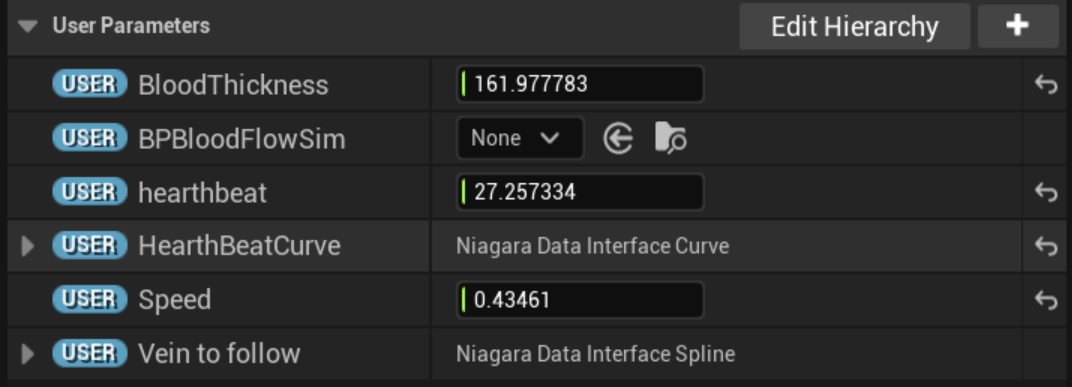 User Parameters Edit Hierarchy +
USER BloodThickness 161.977783
USER BPBloodFlowSim None
USER hearthbeat 27.257334
USER HearthBeatCurve Niagara Data Interface Curve
USER Speed 0.43461
USER Vein to follow Niagara Data Interface Spline